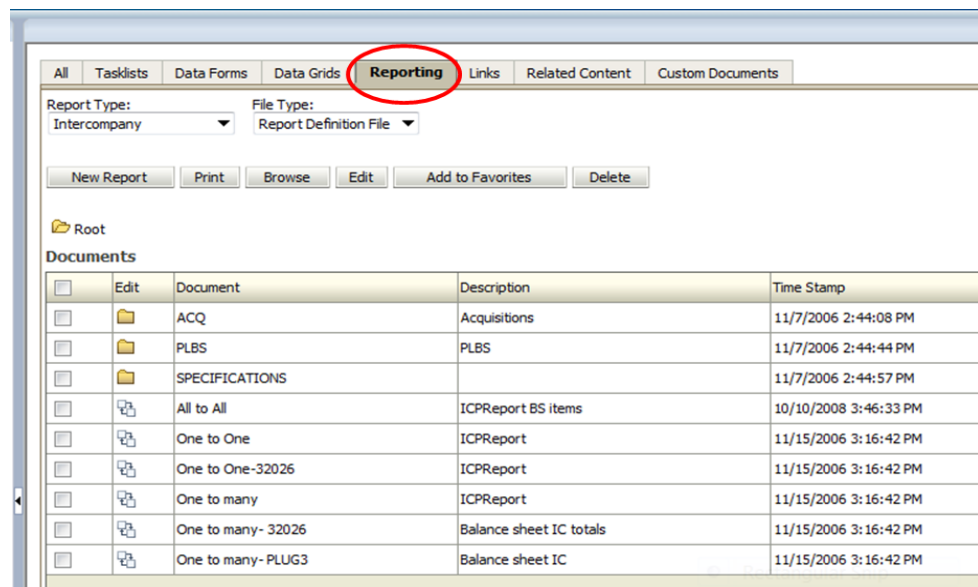 All Tasklists Data Forms Data Grids Reporting Links Related Content Custom Documents
Report Type: File Type:
Intercompany Report Definition File
New Report Print Browse Edit Add to Favorites Delete
Root
Documents
Edit Document Description Time Stamp
ACQ Acquisitions 11/7/2006 2:44:08 PM
PLBS PLBS 11/7/2006 2:44:44 PM
SPECIFICATIONS 11/7/2006 2:44:57 PM
All to All ICPReport BS items 10/10/2008 3:46:33 PM
One to One ICPReport 11/15/2006 3:16:42 PM
One to One-32026 ICPReport 11/15/2006 3:16:42 PM
One to many ICPReport 11/15/2006 3:16:42 PM
One to many- 32026 Balance sheet IC totals 11/15/2006 3:16:42 PM
One to many- PLUG3 Balance sheet IC 11/15/2006 3:16:42 PM
Rectangular Snip